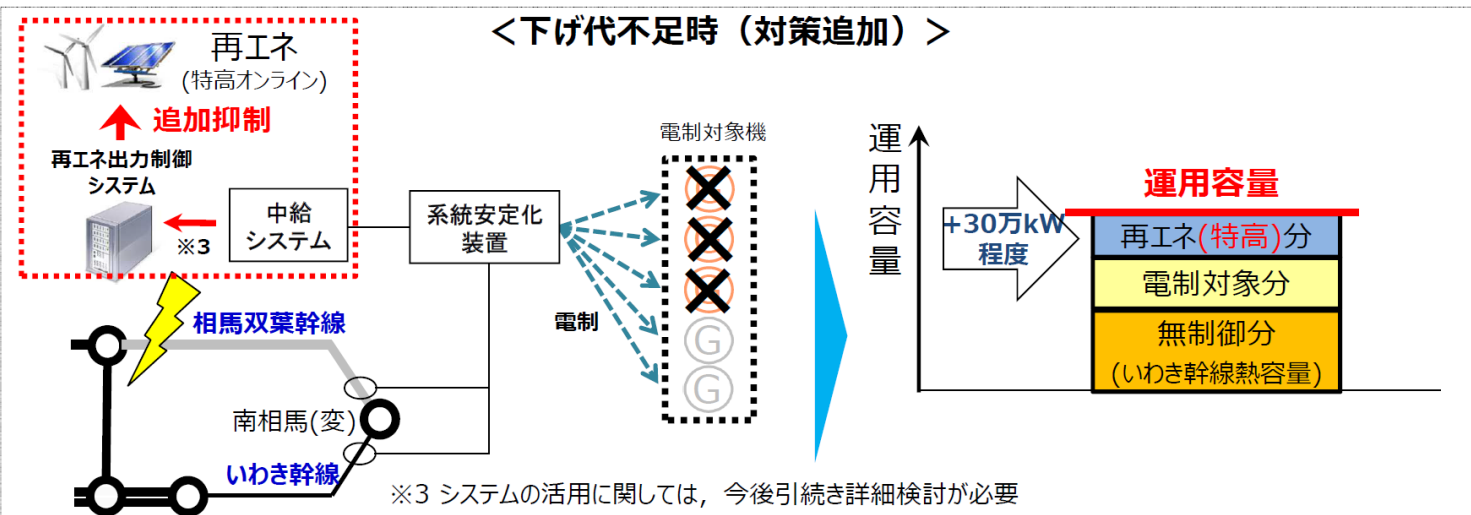 ＜下げ代不足時（対策追加）＞
再エネ
(特高オンライン)
追加抑制
再エネ出力制御
システム
※3
中給
システム
系統安定化
装置
電制対象機
G
G
G
G
G
電制
相馬双葉幹線
南相馬(変)
いわき幹線
運用容量
+30万kW
程度
運用容量
再エネ(特高)分
電制対象分
無制御分
(いわき幹線熱容量)
※3 システムの活用に関しては，今後引続き詳細検討が必要